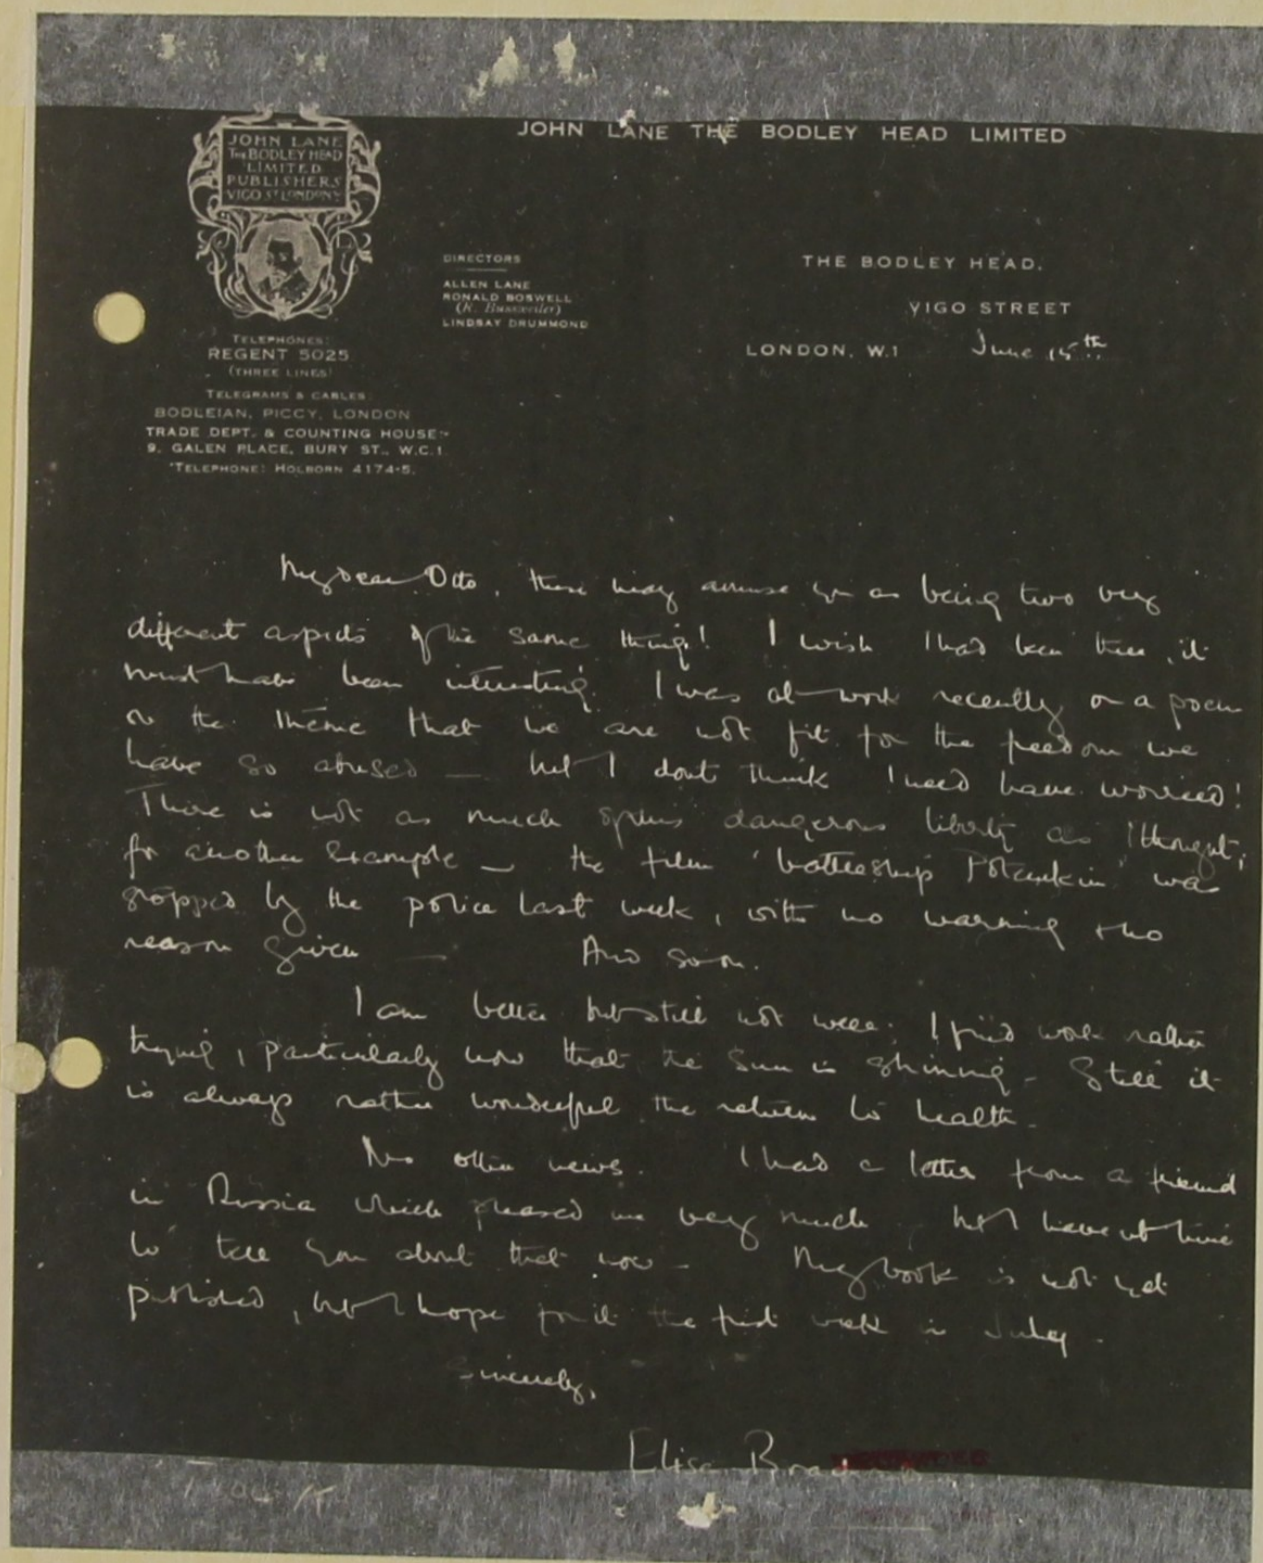 JOHN LANE THE BODLEY HEAD LIMITED
JOHN LANE
THE BODLEY HEAD
LIMITED
PUBLISHERS
VIGO ST LONDON
DIRECTORS
ALLEN LANE
RONALD BOSWELL
LINDSAY DRUMMOND
THE BODLEY HEAD,
VIGO STREET
LONDON, W.1 June 15th
TELEPHONES:
REGENT 5025
(THREE LINES)
TELEGRAMS & CABLES
BODLEIAN, PICCY, LONDON
TRADE DEPT. & COUNTING HOUSE:-
9, GALEN PLACE, BURY ST., W.C.1
TELEPHONE: HOLBORN 4174-5.
My dear Otto, these may amuse you as being two very
different aspects of the same thing! I wish I had been there, it
must have been interesting. I was at work recently on a poem
on the theme that we are not fit for the freedom we
have so abused — but I dont think I need have worried!
There is not as much dangerous liberty as I thought;
for another example — the film 'battleship Potemkin' was
stopped by the police last week, with no warning & no
reason given — And so on.
I am better but still not well; I find work rather
trying, particularly now that the sun is shining - Still it
is always rather wonderful the return to health.
No other news. I had a letter from a friend
in Russia which pleased me very much - but I have not time
to tell you about that now - My book is not yet
published, but I hope for it the first week in July -
Sincerely,
Elisa